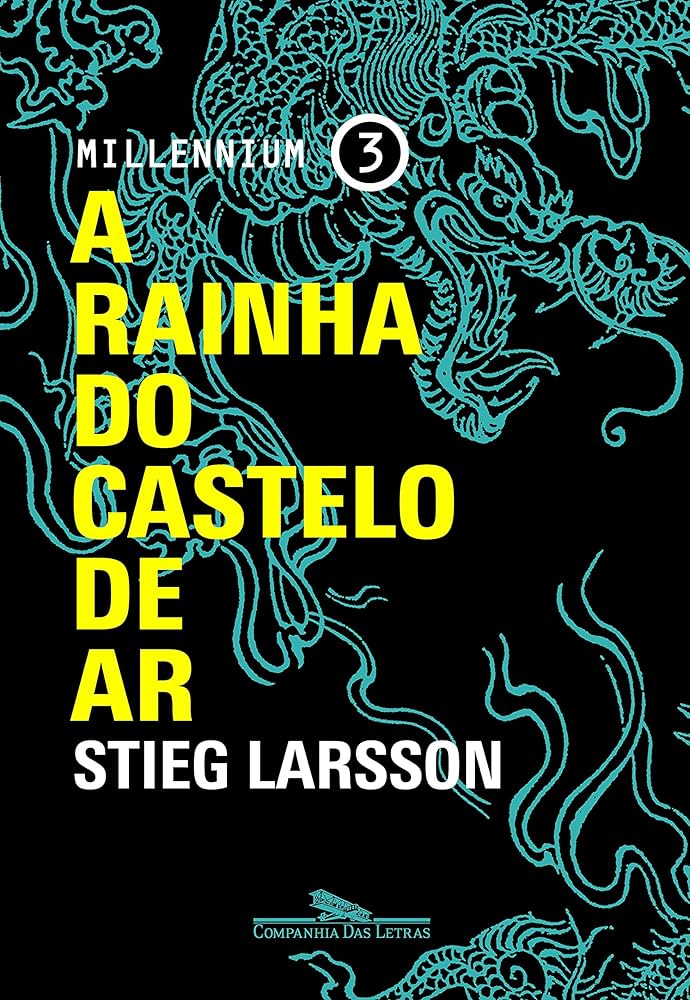 MILLENNIUM 3
A
RAINHA
DO
CASTELO
DE
AR
STIEG LARSSON
COMPANHIA DAS LETRAS